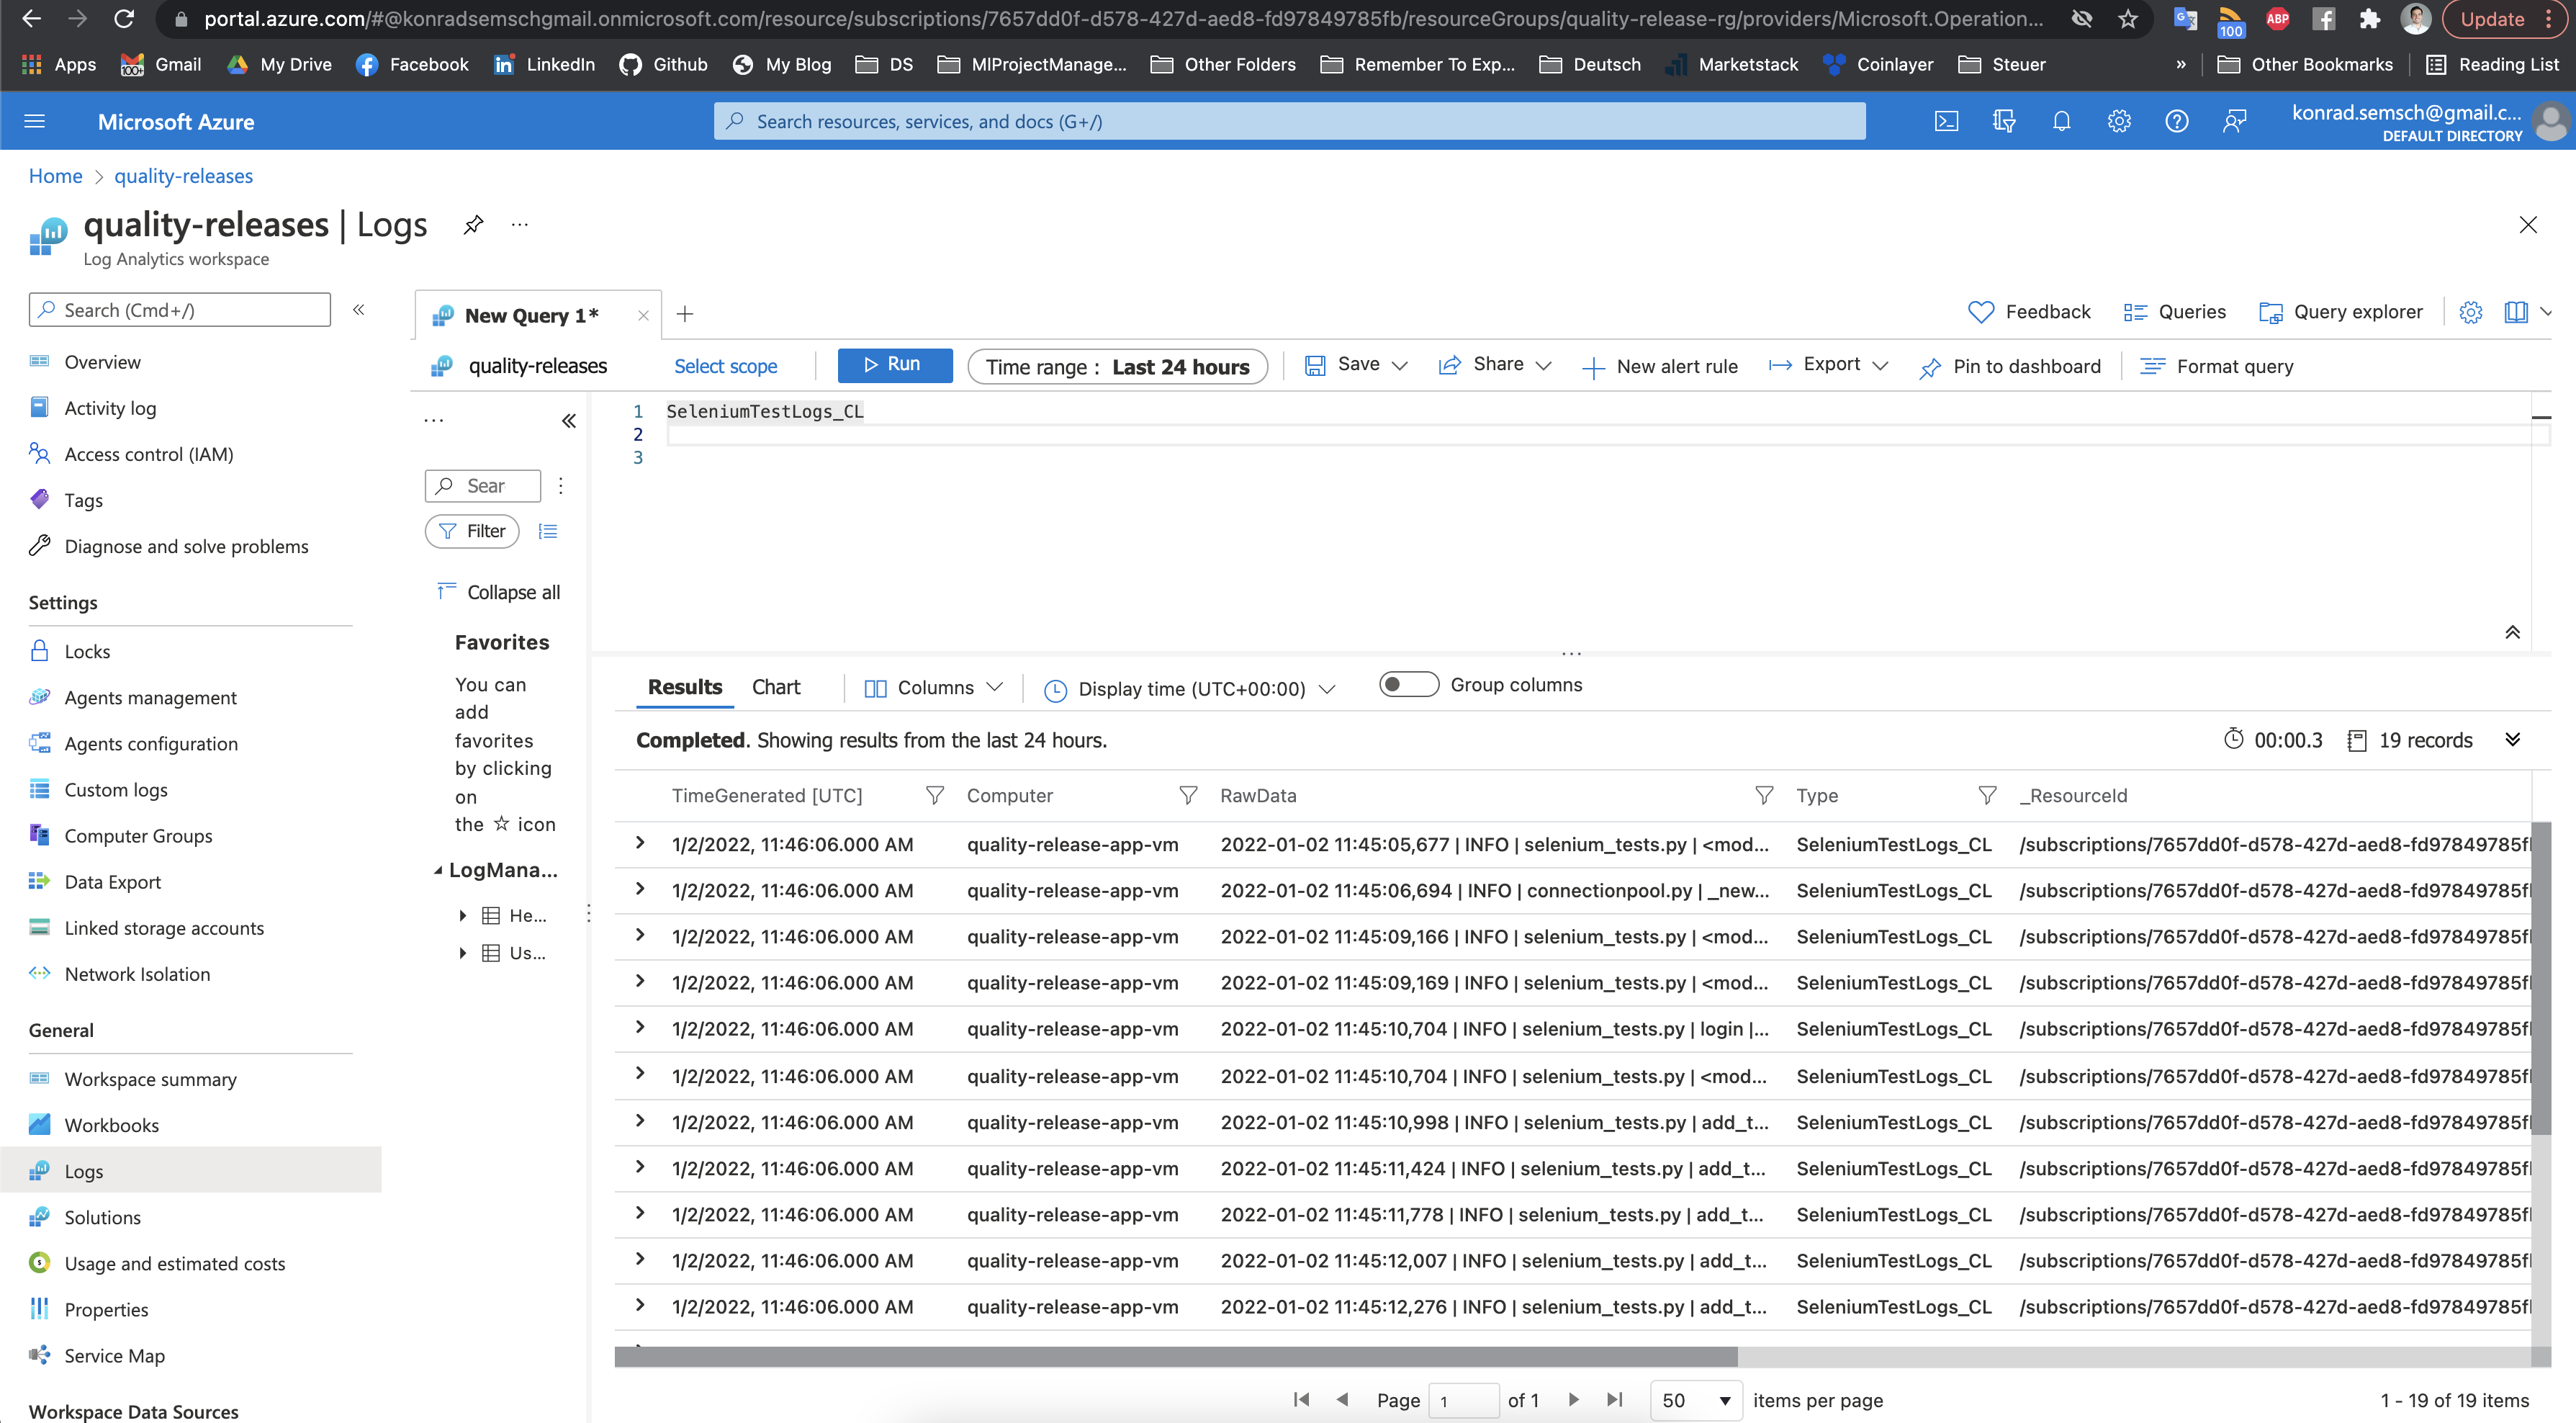 portal.azure.com/#@konradsemschgmail.onmicrosoft.com/resource/subscriptions/7657dd0f-d578-427d-aed8-fd97849785fb/resourceGroups/quality-release-rg/providers/Microsoft.Operation...
100
ABP
Update
Apps
100+
Gmail
My Drive
Facebook
LinkedIn
Github
My Blog
DS
MlProjectManage...
Other Folders
Remember To Exp...
Deutsch
Marketstack
Coinlayer
Steuer
»
Other Bookmarks
Reading List
Microsoft Azure
Search resources, services, and docs (G+/)
konrad.semsch@gmail.c...
DEFAULT DIRECTORY
Home > quality-releases
quality-releases | Logs
...
Log Analytics workspace
Search (Cmd+/)
«
Overview
Activity log
Access control (IAM)
Tags
Diagnose and solve problems
Settings
Locks
Agents management
Agents configuration
Custom logs
Computer Groups
Data Export
Linked storage accounts
Network Isolation
General
Workspace summary
Workbooks
Logs
Solutions
Usage and estimated costs
Properties
Service Map
Workspace Data Sources
New Query 1*
Feedback
Queries
Query explorer
quality-releases
Select scope
Run
Time range : Last 24 hours
Save
Share
New alert rule
Export
Pin to dashboard
Format query
...
«
Sear
Filter
Collapse all
Favorites
You can
add
favorites
by clicking
on
the ☆ icon
LogMana...
He...
Us...
1 SeleniumTestLogs_CL
2
3
...
Results
Chart
Columns
Display time (UTC+00:00)
Group columns
Completed. Showing results from the last 24 hours.
00:00.3
19 records
TimeGenerated [UTC] Computer RawData Type _ResourceId
1/2/2022, 11:46:06.000 AM quality-release-app-vm 2022-01-02 11:45:05,677 | INFO | selenium_tests.py | <mod... SeleniumTestLogs_CL /subscriptions/7657dd0f-d578-427d-aed8-fd97849785f
1/2/2022, 11:46:06.000 AM quality-release-app-vm 2022-01-02 11:45:06,694 | INFO | connectionpool.py | _new... SeleniumTestLogs_CL /subscriptions/7657dd0f-d578-427d-aed8-fd97849785f
1/2/2022, 11:46:06.000 AM quality-release-app-vm 2022-01-02 11:45:09,166 | INFO | selenium_tests.py | <mod... SeleniumTestLogs_CL /subscriptions/7657dd0f-d578-427d-aed8-fd97849785f
1/2/2022, 11:46:06.000 AM quality-release-app-vm 2022-01-02 11:45:09,169 | INFO | selenium_tests.py | <mod... SeleniumTestLogs_CL /subscriptions/7657dd0f-d578-427d-aed8-fd97849785f
1/2/2022, 11:46:06.000 AM quality-release-app-vm 2022-01-02 11:45:10,704 | INFO | selenium_tests.py | login |... SeleniumTestLogs_CL /subscriptions/7657dd0f-d578-427d-aed8-fd97849785f
1/2/2022, 11:46:06.000 AM quality-release-app-vm 2022-01-02 11:45:10,704 | INFO | selenium_tests.py | <mod... SeleniumTestLogs_CL /subscriptions/7657dd0f-d578-427d-aed8-fd97849785f
1/2/2022, 11:46:06.000 AM quality-release-app-vm 2022-01-02 11:45:10,998 | INFO | selenium_tests.py | add_t... SeleniumTestLogs_CL /subscriptions/7657dd0f-d578-427d-aed8-fd97849785f
1/2/2022, 11:46:06.000 AM quality-release-app-vm 2022-01-02 11:45:11,424 | INFO | selenium_tests.py | add_t... SeleniumTestLogs_CL /subscriptions/7657dd0f-d578-427d-aed8-fd97849785f
1/2/2022, 11:46:06.000 AM quality-release-app-vm 2022-01-02 11:45:11,778 | INFO | selenium_tests.py | add_t... SeleniumTestLogs_CL /subscriptions/7657dd0f-d578-427d-aed8-fd97849785f
1/2/2022, 11:46:06.000 AM quality-release-app-vm 2022-01-02 11:45:12,007 | INFO | selenium_tests.py | add_t... SeleniumTestLogs_CL /subscriptions/7657dd0f-d578-427d-aed8-fd97849785f
1/2/2022, 11:46:06.000 AM quality-release-app-vm 2022-01-02 11:45:12,276 | INFO | selenium_tests.py | add_t... SeleniumTestLogs_CL /subscriptions/7657dd0f-d578-427d-aed8-fd97849785f
Page 1 of 1
50 items per page
1 - 19 of 19 items